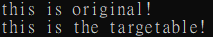 this is original!
this is the targetable!